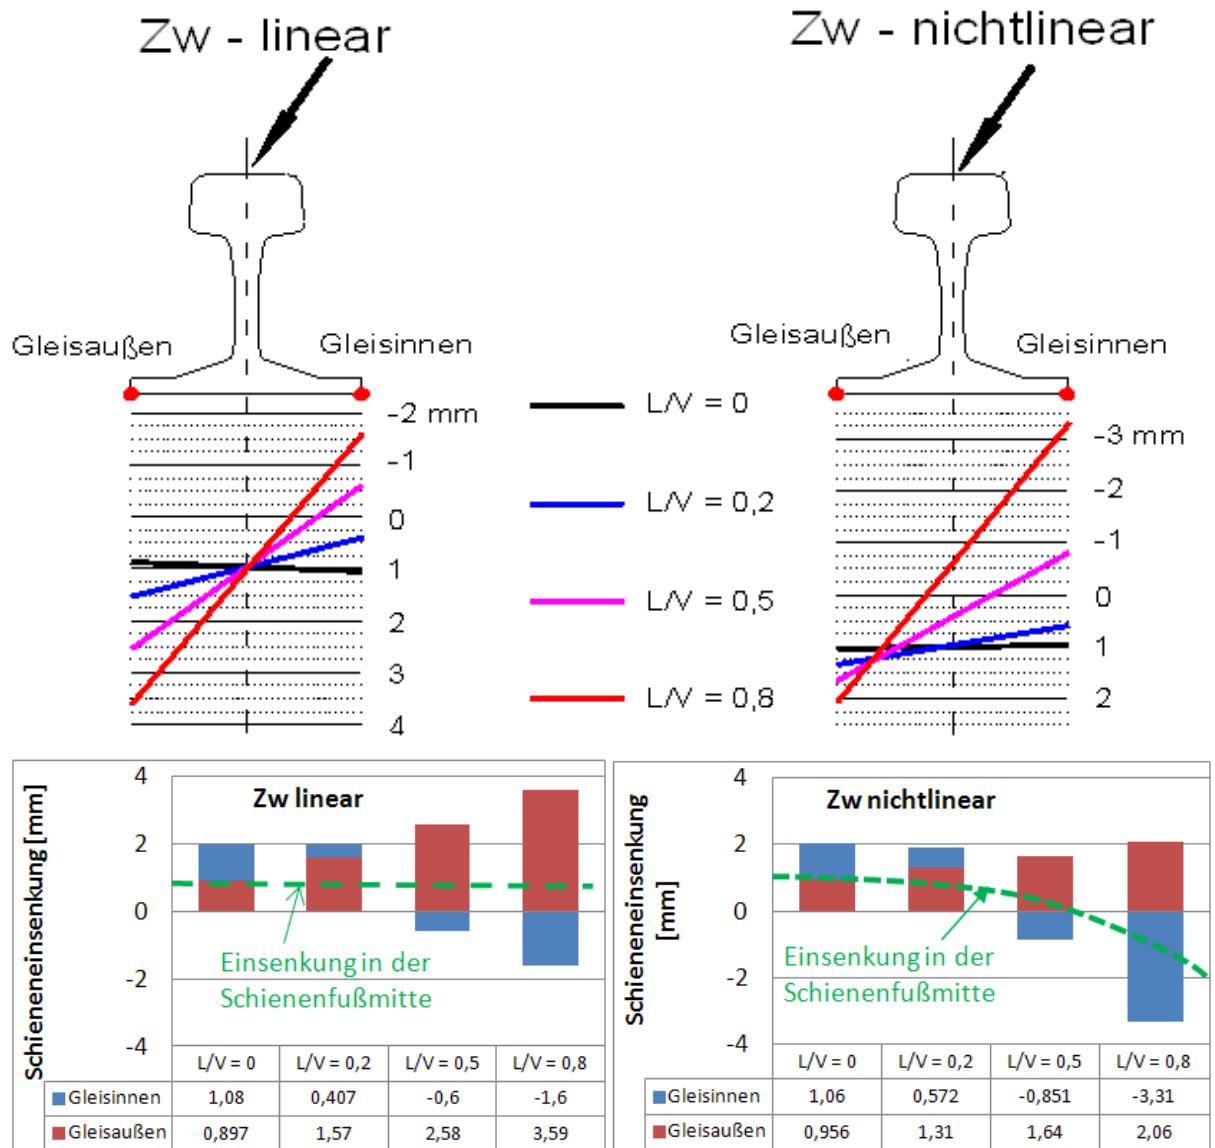 Zw - linear
Zw - nichtlinear
Gleisaußen
Gleisinnen
-2 mm
-1
0
1
2
3
4
L/V = 0
L/V = 0,2
L/V = 0,5
L/V = 0,8
Gleisaußen
Gleisinnen
-3 mm
-2
-1
0
1
2
Schieneneinsenkung [mm]
4
2
0
-2
-4
Zw linear
Einsenkung in der
Schienenfußmitte
L/V = 0 L/V = 0,2 L/V = 0,5 L/V = 0,8
Gleisinnen 1,08 0,407 -0,6 -1,6
Gleisaußen 0,897 1,57 2,58 3,59
Schieneneinsenkung
[mm]
4
2
0
-2
-4
Zw nichtlinear
Einsenkung in der
Schienenfußmitte
L/V = 0 L/V = 0,2 L/V = 0,5 L/V = 0,8
Gleisinnen 1,06 0,572 -0,851 -3,31
Gleisaußen 0,956 1,31 1,64 2,06